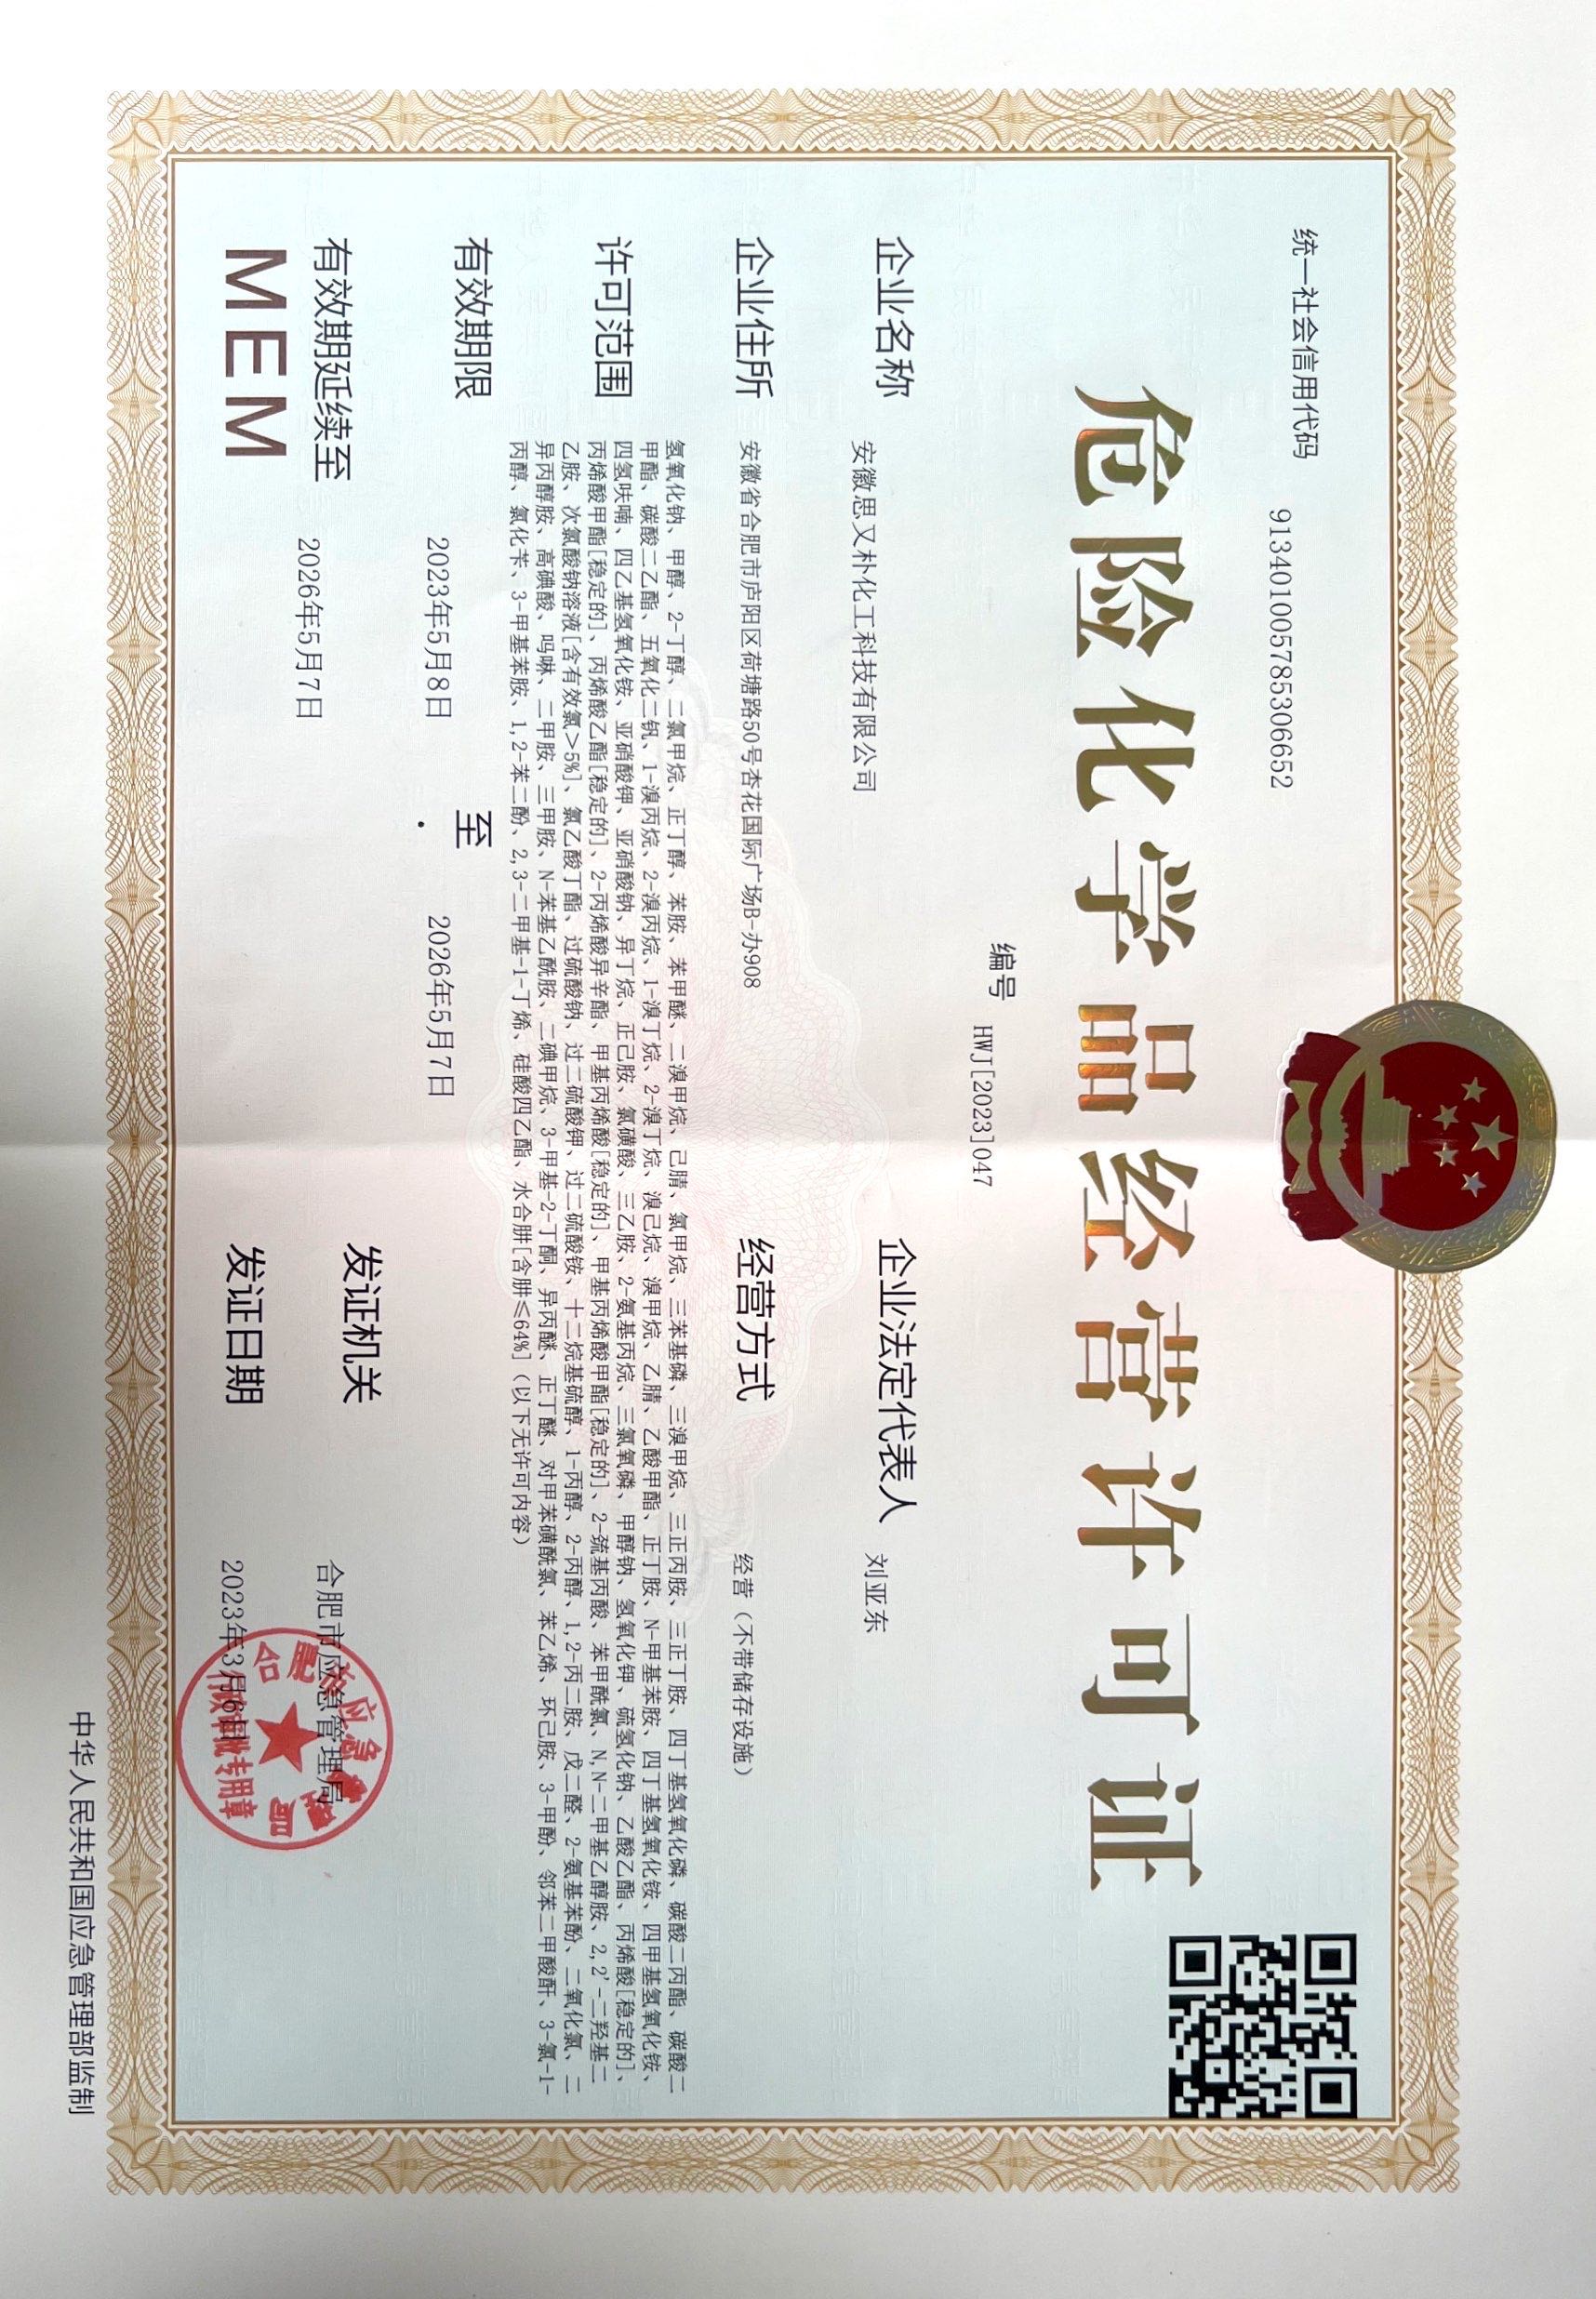 统一社会信用代码 913401005785306652
危险化学品经营许可证
编号 HWJ[2023]047
企业名称 安徽思又朴化工科技有限公司
企业法定代表人 刘亚东
企业住所 安徽省合肥市庐阳区荷塘路50号杏花国际广场B-办908
经营方式 经营（不带储存设施）
许可范围
氢氧化钠、甲醇、2-丁醇、二氯甲烷、正丁醇、苯胺、苯甲醚、二溴甲烷、己腈、氯甲烷、三苯基磷、三溴甲烷、三正丙胺、三正丁胺、四丁基氢氧化磷、碳酸二丙酯、碳酸二
甲酯、碳酸二乙酯、五氧化二钒、1-溴丙烷、2-溴丙烷、1-溴丁烷、2-溴丁烷、溴己烷、溴甲烷、乙腈、乙酸甲酯、正丁胺、N-甲基苯胺、四丁基氢氧化铵、四甲基氢氧化铵、
四氢呋喃、四乙基氢氧化铵、亚硝酸钾、亚硝酸钠、异丁烷、正己胺、氯磺酸、三乙胺、2-氨基丙烷、三氯氧磷、甲醇钠、氢氧化钾、硫氢化钠、乙酸乙酯、丙烯酸[稳定的]、
丙烯酸甲酯[稳定的]、丙烯酸乙酯[稳定的]、2-丙烯酸异辛酯、甲基丙烯酸[稳定的]、甲基丙烯酸甲酯[稳定的]、2-巯基丙酸、苯甲酰氯、N,N-二甲基乙醇胺、2,2'-二羟基二
乙胺、次氯酸钠溶液[含有效氯>5%]、氯乙酸丁酯、过硫酸钠、过二硫酸钾、过二硫酸铵、十二烷基硫醇、1-丙醇、2-丙醇、1,2-丙二胺、戊二醛、2-氨基苯酚、二氧化氯、二
异丙醇胺、高碘酸、吗啉、二甲胺、三甲胺、N-苯基乙酰胺、二碘甲烷、3-甲基-2-丁酮、异丙醚、正丁醚、对甲苯磺酰氯、苯乙烯、环己胺、3-甲酚、邻苯二甲酸酐、3-氯-1-
丙醇、氯化苄、3-甲基苯胺、1,2-苯二酚、2,3-二甲基-1-丁烯、硅酸四乙酯、水合肼[含肼≤64%]（以下无许可内容）
有效期限 2023年5月8日 至 2026年5月7日
有效期延续至 2026年5月7日
发证机关 合肥市应急管理局
发证日期 2023年3月6日
MEM
合肥市应急管理局
行政审批专用章
中华人民共和国应急管理部监制